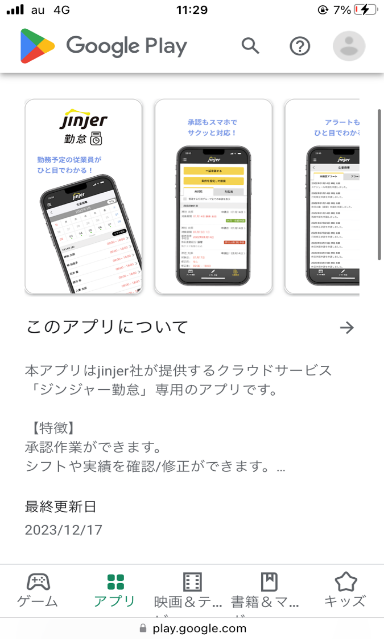 au 4G 11:29 7%
Google Play
jinjer
勤怠
勤務予定の従業員が
ひと目でわかる！
承認もスマホで
サクッと対応！
jinjer
アラートも
ひと目でわか
jinjer
このアプリについて
本アプリはjinjer社が提供するクラウドサービス
「ジンジャー勤怠」専用のアプリです。
【特徴】
承認作業ができます。
シフトや実績を確認/修正ができます。...
最終更新日
2023/12/17
ゲーム
アプリ
映画＆テ...
書籍＆マ...
キッズ
play.google.com